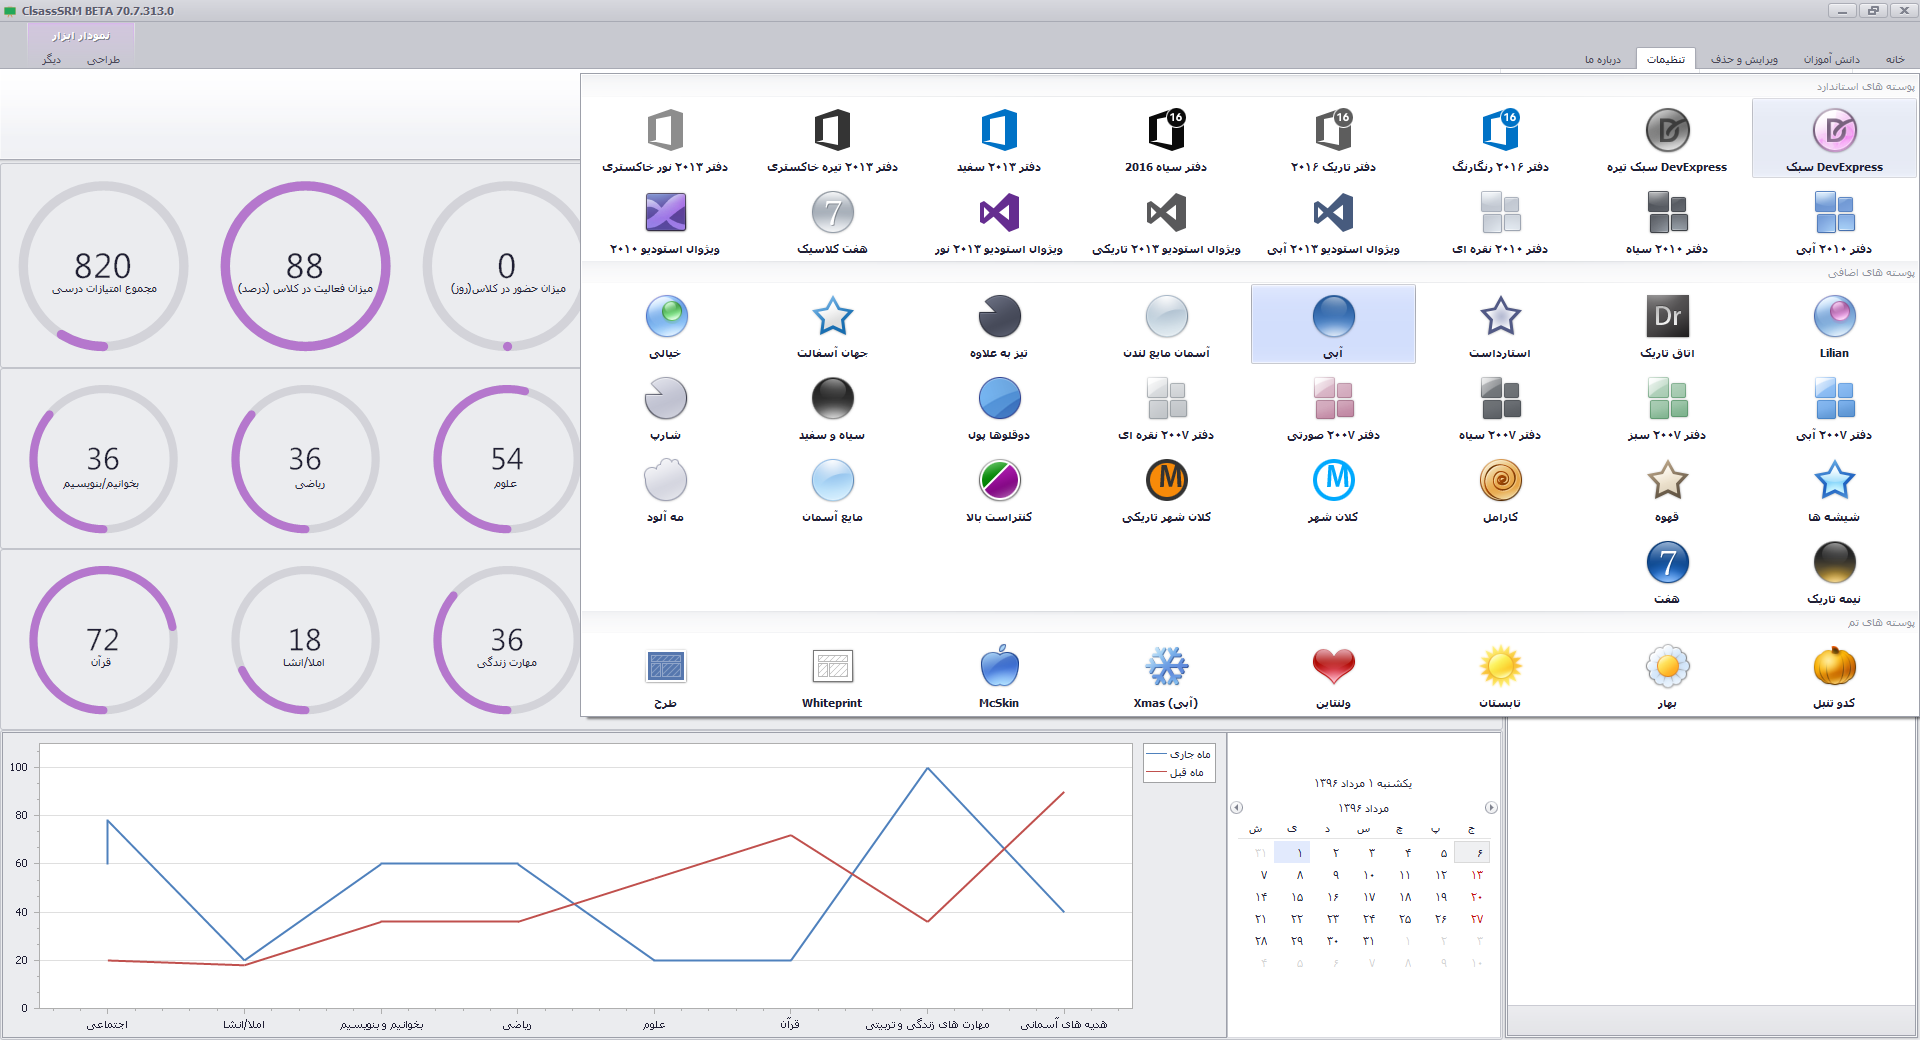 ClsassSRM BETA 70.7.313.0
نمودار ابزار
خانه
دانش آموزان
ویرایش و حذف
تنظیمات
درباره ما
طراحی
دیگر
پوسته های استاندارد
DevExpress سبک
DevExpress سبک تیره
دفتر ۲۰۱۶ رنگارنگ
دفتر تاریک ۲۰۱۶
دفتر سیاه 2016
دفتر ۲۰۱۳ سفید
دفتر ۲۰۱۳ تیره خاکستری
دفتر ۲۰۱۳ نور خاکستری
دفتر ۲۰۱۰ آبی
دفتر ۲۰۱۰ سیاه
دفتر ۲۰۱۰ نقره ای
ویژوال استودیو ۲۰۱۳ آبی
ویژوال استودیو ۲۰۱۳ تاریکی
ویژوال استودیو ۲۰۱۳ نور
هفت کلاسیک
ویژوال استودیو ۲۰۱۰
پوسته های اضافی
Lilian
اتاق تاریک
استارداست
آبی
آسمان مایع لندن
تیز به علاوه
جهان آسفالت
خیالی
دفتر ۲۰۰۷ آبی
دفتر ۲۰۰۷ سبز
دفتر ۲۰۰۷ سیاه
دفتر ۲۰۰۷ صورتی
دفتر ۲۰۰۷ نقره ای
دوقلوها پول
سیاه و سفید
شارپ
شیشه ها
قهوه
کارامل
کلان شهر
کلان شهر تاریکی
کنتراست بالا
مایع آسمان
مه آلود
نیمه تاریک
هفت
پوسته های تم
کدو تنبل
بهار
تابستان
ولنتاین
Xmas (آبی)
McSkin
Whiteprint
طرح
0
میزان حضور در کلاس(روز)
88
میزان فعالیت در کلاس (درصد)
820
مجموع امتیازات درسی
54
علوم
36
ریاضی
36
بخوانیم/بنویسیم
36
مهارت زندگی
18
املا/انشا
72
قرآن
100
80
60
40
20
0
اجتماعی
املا/انشا
بخوانیم و بنویسیم
ریاضی
علوم
قرآن
مهارت های زندگی و تربیتی
هدیه های آسمانی
ماه جاری
ماه قبل
یکشنبه ۱ مرداد ۱۳۹۶
مرداد ۱۳۹۶
ش ی د س چ پ ج
۳۱ ۱ ۲ ۳ ۴ ۵ ۶
۷ ۸ ۹ ۱۰ ۱۱ ۱۲ ۱۳
۱۴ ۱۵ ۱۶ ۱۷ ۱۸ ۱۹ ۲۰
۲۱ ۲۲ ۲۳ ۲۴ ۲۵ ۲۶ ۲۷
۲۸ ۲۹ ۳۰ ۳۱ ۱ ۲ ۳
۴ ۵ ۶ ۷ ۸ ۹ ۱۰